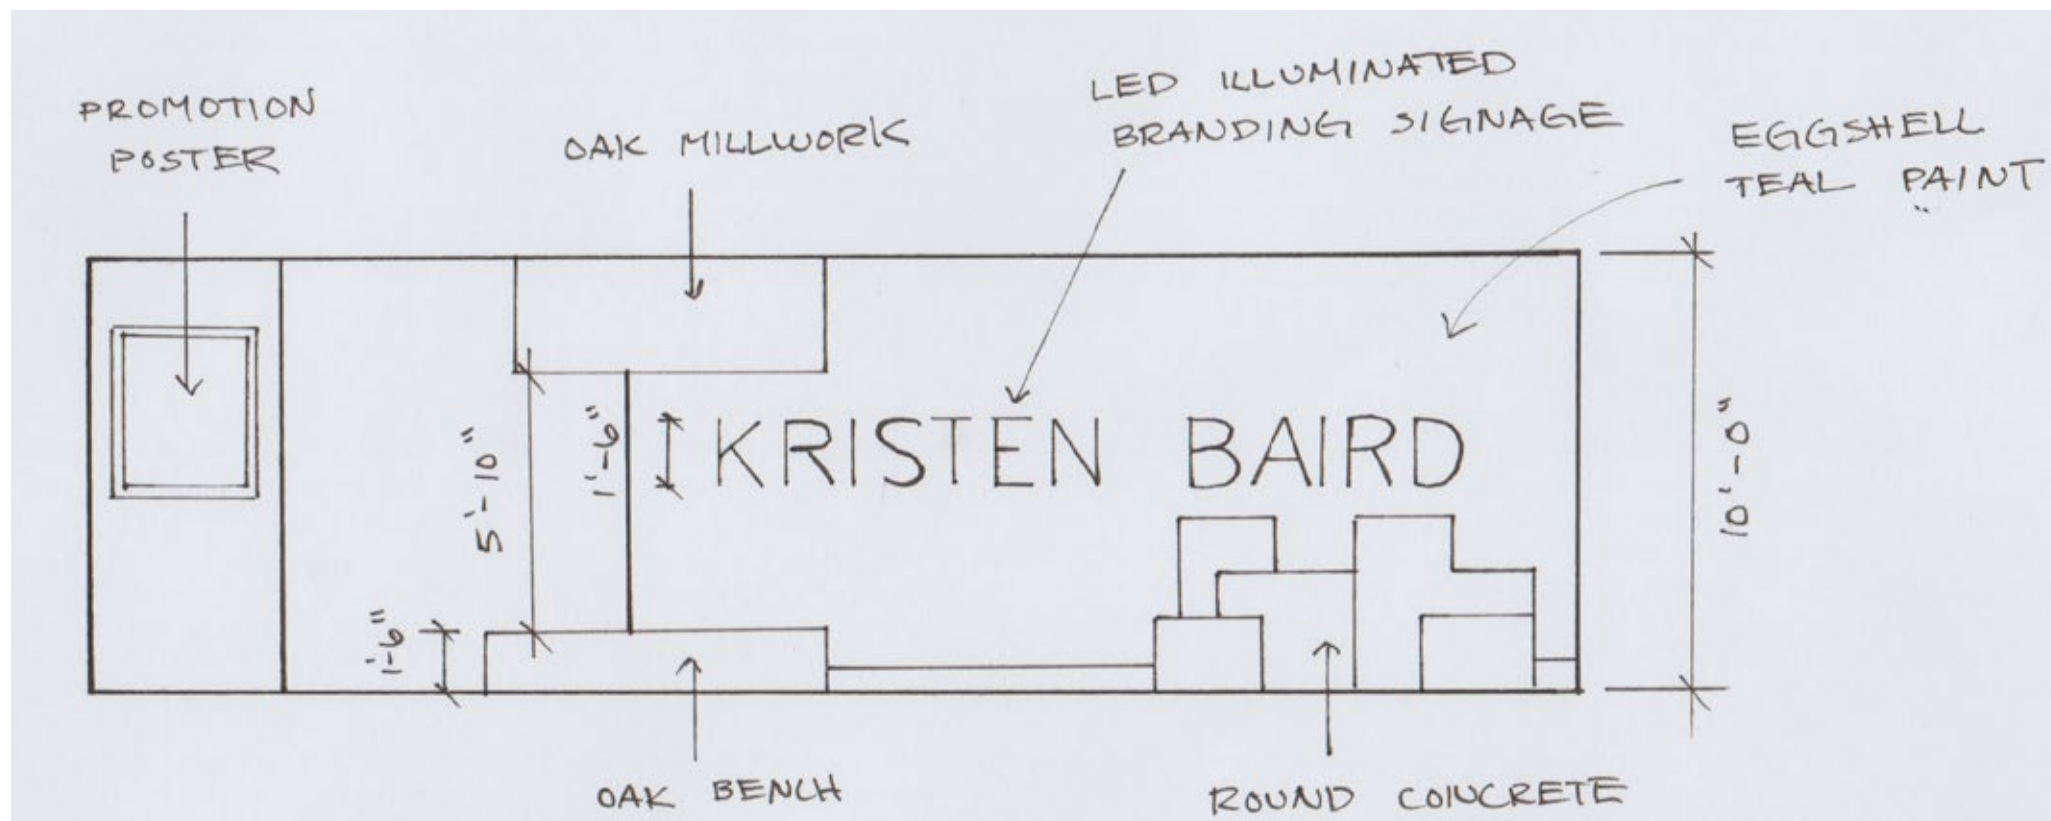 PROMOTION
POSTER
OAK MILLWORK
LED ILLUMINATED
BRANDING SIGNAGE
EGGSHELL
TEAL PAINT
5'-10"
1'-6"
KRISTEN BAIRD
10'-0"
1'-6"
OAK BENCH
ROUND CONCRETE